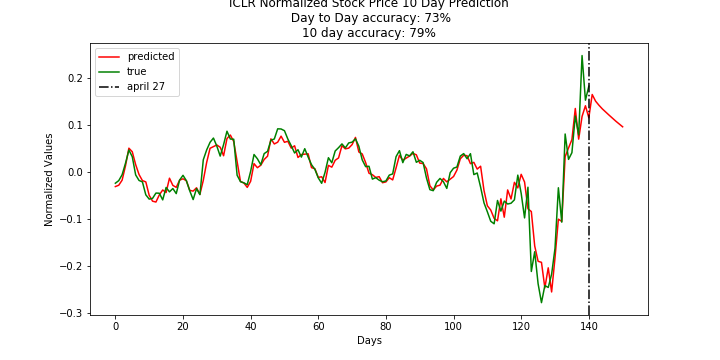 ICLR Normalized Stock Price 10 Day Prediction
Day to Day accuracy: 73%
10 day accuracy: 79%
predicted
true
april 27
Normalized Values
0.2
0.1
0.0
−0.1
−0.2
−0.3
0 20 40 60 80 100 120 140
Days